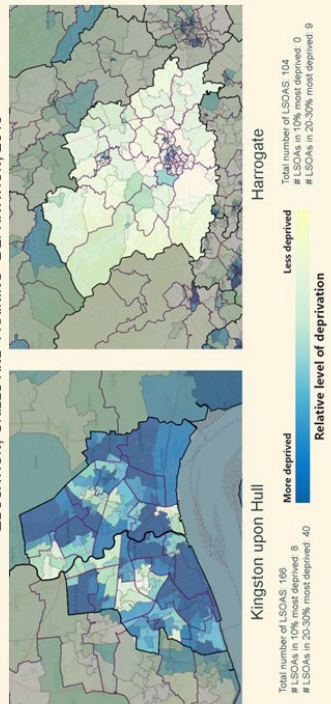 Kingston upon Hull
Total number of LSOAS: 166
# LSOAs in 10% most deprived: 8
# LSOAs in 20-30% most deprived: 40
More deprived
Less deprived
Relative level of deprivation
Harrogate
Total number of LSOAS: 104
# LSOAs in 10% most deprived: 0
# LSOAs in 20-30% most deprived: 9